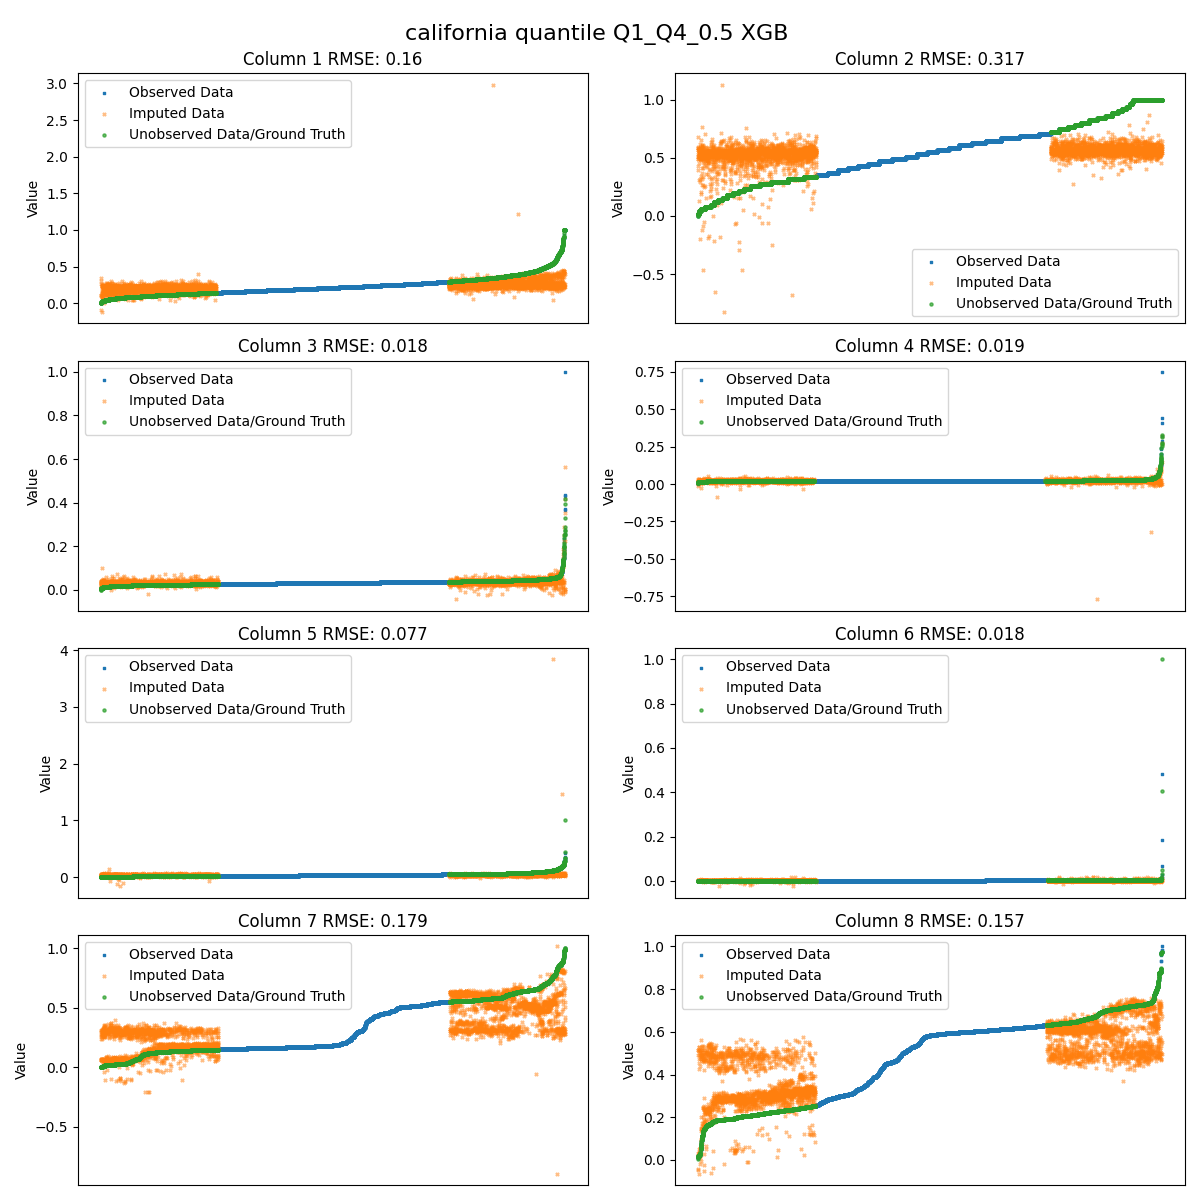 california quantile Q1_Q4_0.5 XGB
Column 1 RMSE: 0.16
Value
3.0
2.5
2.0
1.5
1.0
0.5
0.0
Observed Data
Imputed Data
Unobserved Data/Ground Truth
Column 2 RMSE: 0.317
Value
1.0
0.5
0.0
−0.5
Observed Data
Imputed Data
Unobserved Data/Ground Truth
Column 3 RMSE: 0.018
Value
1.0
0.8
0.6
0.4
0.2
0.0
Observed Data
Imputed Data
Unobserved Data/Ground Truth
Column 4 RMSE: 0.019
Value
0.75
0.50
0.25
0.00
−0.25
−0.50
−0.75
Observed Data
Imputed Data
Unobserved Data/Ground Truth
Column 5 RMSE: 0.077
Value
4
3
2
1
0
Observed Data
Imputed Data
Unobserved Data/Ground Truth
Column 6 RMSE: 0.018
Value
1.0
0.8
0.6
0.4
0.2
0.0
Observed Data
Imputed Data
Unobserved Data/Ground Truth
Column 7 RMSE: 0.179
Value
1.0
0.5
0.0
−0.5
Observed Data
Imputed Data
Unobserved Data/Ground Truth
Column 8 RMSE: 0.157
Value
1.0
0.8
0.6
0.4
0.2
0.0
Observed Data
Imputed Data
Unobserved Data/Ground Truth